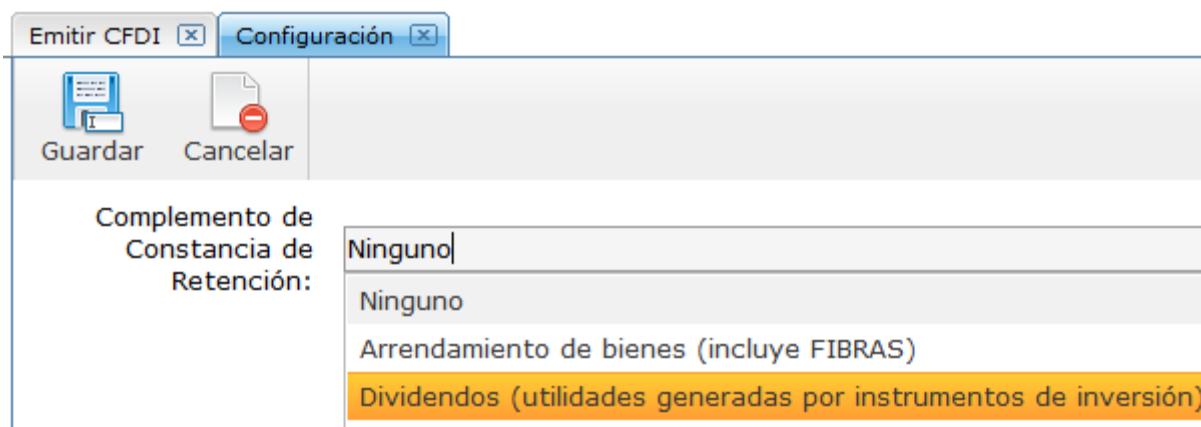 Emitir CFDI Configuración
Guardar Cancelar
Complemento de
Constancia de
Retención:
Ninguno
Ninguno
Arrendamiento de bienes (incluye FIBRAS)
Dividendos (utilidades generadas por instrumentos de inversión)